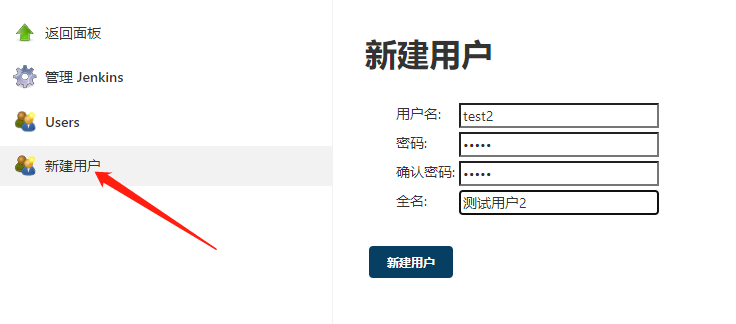 返回面板
管理 Jenkins
Users
新建用户
新建用户
用户名: test2
密码: •••••
确认密码: •••••
全名: 测试用户2
新建用户